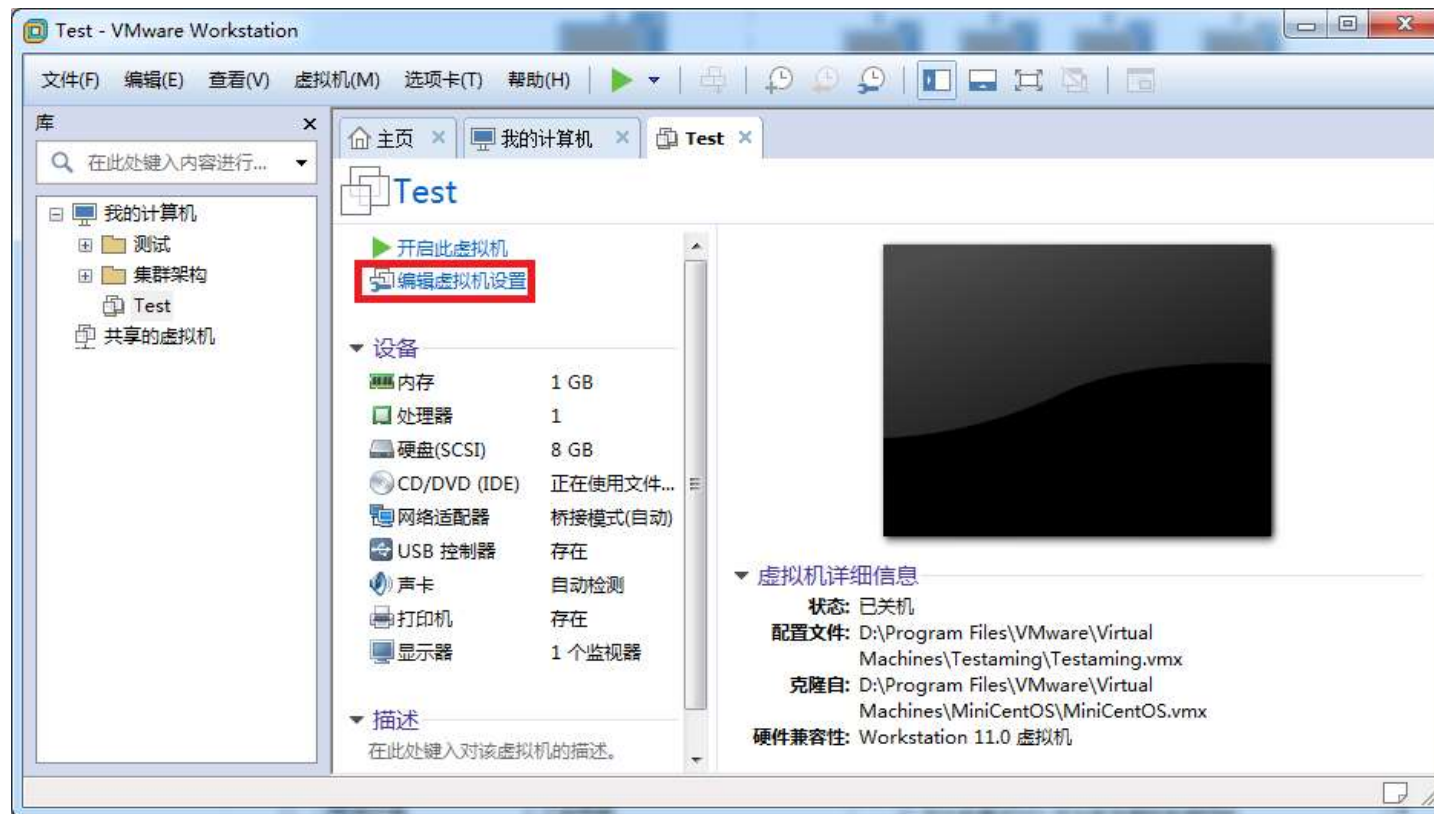 Test - VMware Workstation
文件(F) 编辑(E) 查看(V) 虚拟机(M) 选项卡(T) 帮助(H)
库
在此处键入内容进行...
我的计算机
测试
集群架构
Test
共享的虚拟机
主页 我的计算机 Test
Test
开启此虚拟机
编辑虚拟机设置
设备
内存 1 GB
处理器 1
硬盘(SCSI) 8 GB
CD/DVD (IDE) 正在使用文件...
网络适配器 桥接模式(自动)
USB 控制器 存在
声卡 自动检测
打印机 存在
显示器 1 个监视器
描述
在此处键入对该虚拟机的描述。
虚拟机详细信息
状态: 已关机
配置文件: D:\Program Files\VMware\Virtual
Machines\Testaming\Testaming.vmx
克隆自: D:\Program Files\VMware\Virtual
Machines\MiniCentOS\MiniCentOS.vmx
硬件兼容性: Workstation 11.0 虚拟机